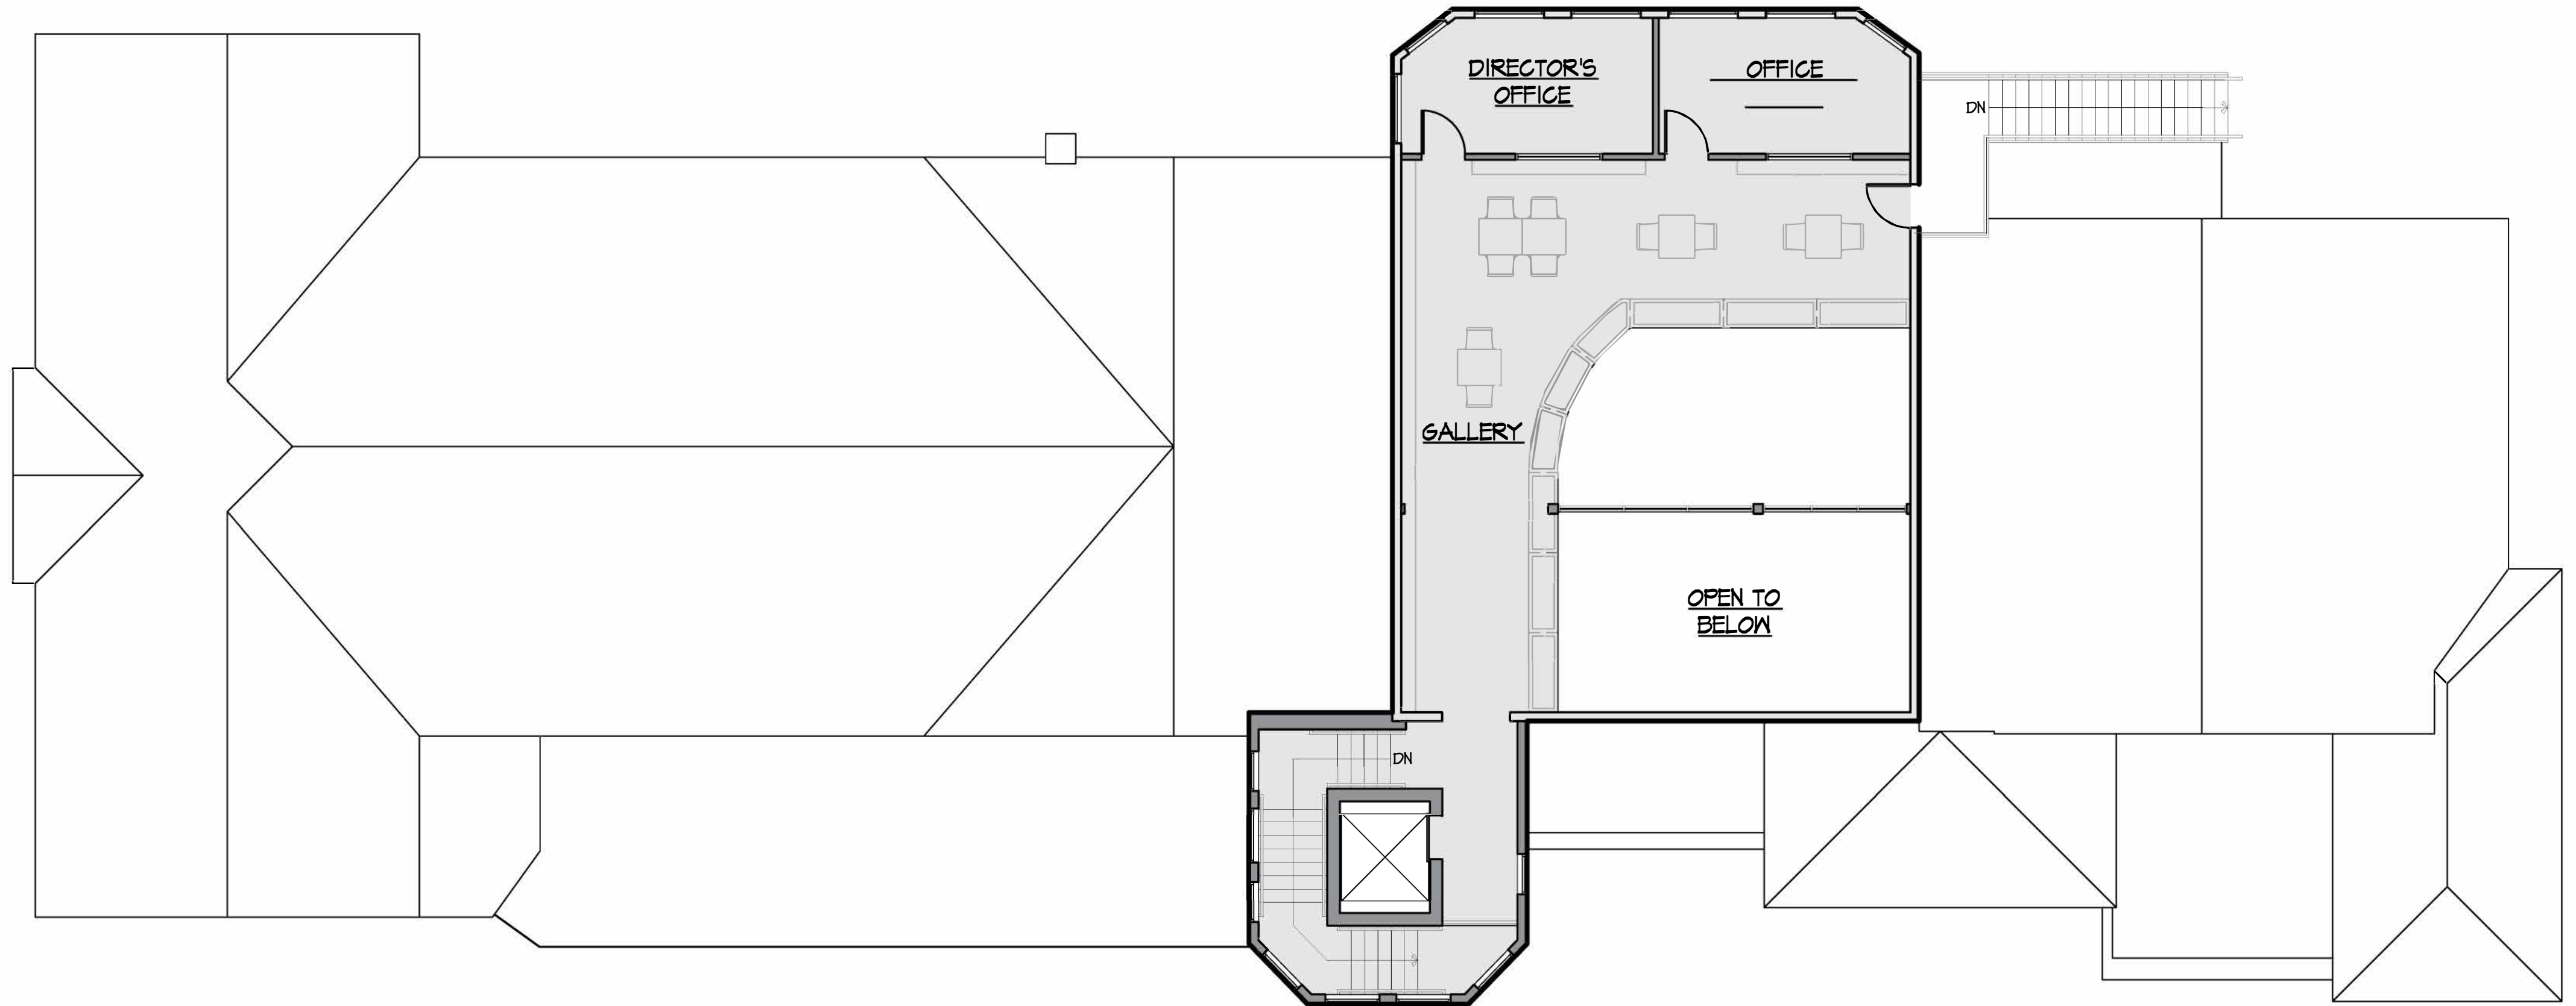 DIRECTOR'S
OFFICE
OFFICE
DN
GALLERY
OPEN TO
BELOW
DN